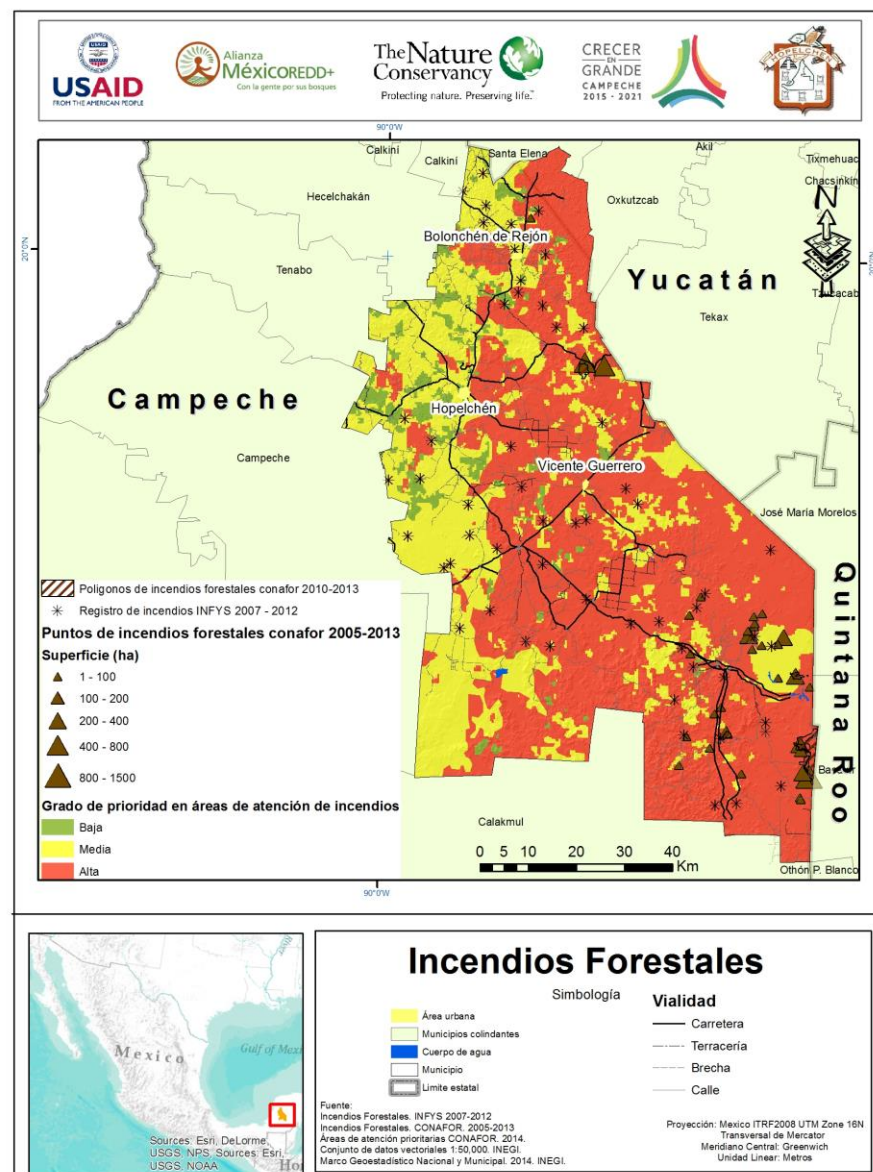 USAID
FROM THE AMERICAN PEOPLE
Alianza
MéxicoREDD+
Con la gente por sus bosques
The Nature
Conservancy
Protecting nature. Preserving life.
CRECER
EN
GRANDE
CAMPECHE
2015 - 2021
HOPELCHEN
90°0'W
Calkiní
Calkiní
Santa Elena
Akil
Tixmehuac
Chacsinkín
Hecelchakán
Oxkutzcab
N
Bolonchén de Rejón
20°0'N
Tenabo
Yucatán
Tzucacab
Tekax
Campeche
Hopelchén
Campeche
Vicente Guerrero
José María Morelos
Quintana Roo
Poligonos de incendios forestales conafor 2010-2013
Registro de incendios INFYS 2007 - 2012
Puntos de incendios forestales conafor 2005-2013
Superficie (ha)
1 - 100
100 - 200
200 - 400
400 - 800
800 - 1500
Grado de prioridad en áreas de atención de incendios
Baja
Media
Alta
Calakmul
0 5 10 20 30 40
Km
Othón P. Blanco
90°0'W
Mexico
Gulf of Mexi
Sources: Esri, DeLorme,
USGS, NPS, Sources: Esri,
USGS, NOAA
Incendios Forestales
Simbología
Área urbana
Municipios colindantes
Cuerpo de agua
Municipio
Limite estatal
Vialidad
Carretera
Terracería
Brecha
Calle
Fuente:
Incendios Forestales. INFYS 2007-2012
Incendios Forestales. CONAFOR. 2005-2013
Áreas de atención prioritarias CONAFOR. 2014.
Conjunto de datos vectoriales 1:50,000. INEGI.
Marco Geoestadístico Nacional y Municipal. 2014. INEGI.
Proyección: Mexico ITRF2008 UTM Zone 16N
Transversal de Mercator
Meridiano Central: Greenwich
Unidad Linear: Metros